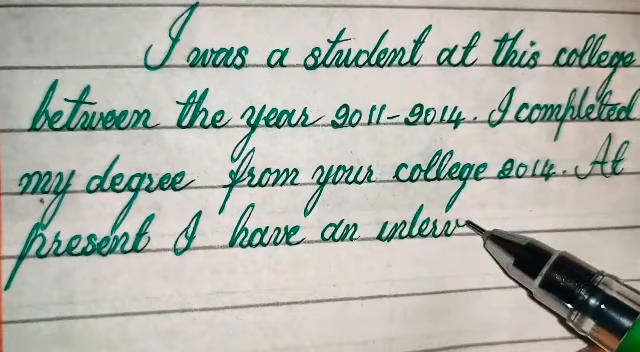 I was a student at this college
between the year 2011-2014. I completed
my degree from your college 2014. At
present I have an interv